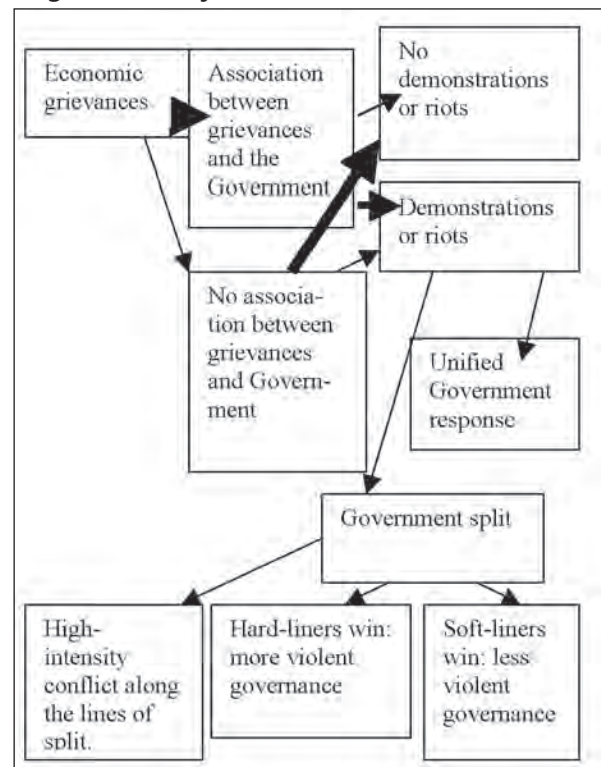 Economic
grievances
Association
between
grievances
and the
Government
No
demonstrations
or riots
Demonstrations
or riots
No associa-
tion between
grievances
and Govern-
ment
Unified
Government
response
Government split
High-
intensity
conflict along
the lines of
split.
Hard-liners win:
more violent
governance
Soft-liners
win: less
violent
governance